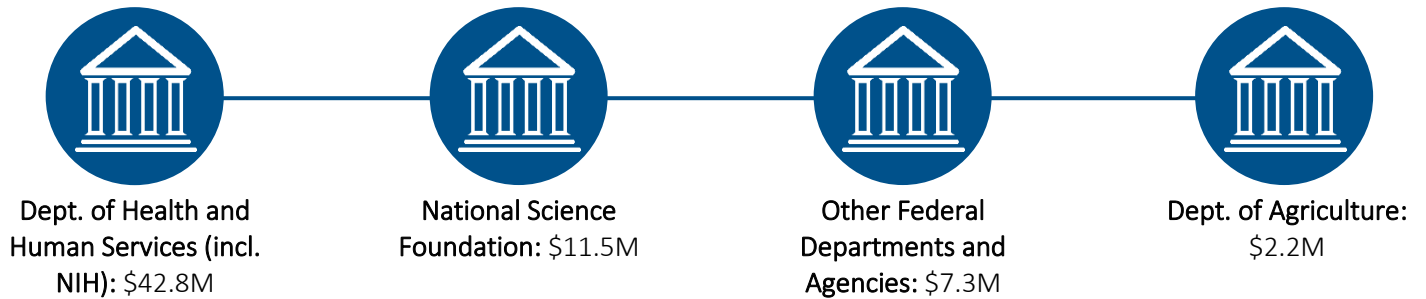 Dept. of Health and
Human Services (incl.
NIH): $42.8M
National Science
Foundation: $11.5M
Other Federal
Departments and
Agencies: $7.3M
Dept. of Agriculture:
$2.2M